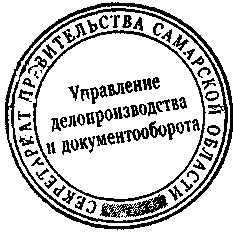 СЕКРЕТАРИАТ ПРАВИТЕЛЬСТВА САМАРСКОЙ ОБЛАСТИ
Управление
делопроизводства
и документооборота